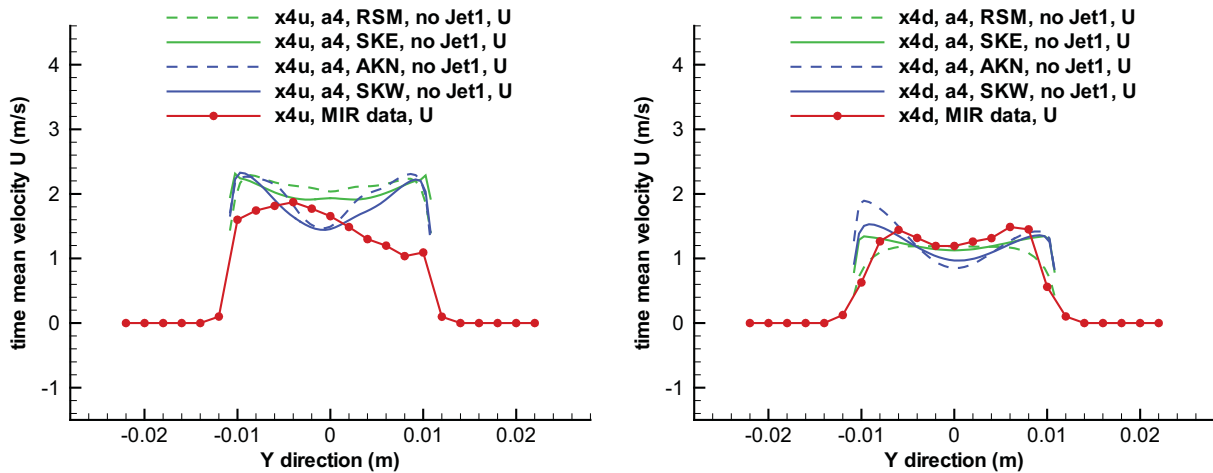 x4u, a4, RSM, no Jet1, U
x4u, a4, SKE, no Jet1, U
x4u, a4, AKN, no Jet1, U
x4u, a4, SKW, no Jet1, U
x4u, MIR data, U
time mean velocity U (m/s)
4
3
2
1
0
-1
-0.02 -0.01 0 0.01 0.02
Y direction (m)
x4d, a4, RSM, no Jet1, U
x4d, a4, SKE, no Jet1, U
x4d, a4, AKN, no Jet1, U
x4d, a4, SKW, no Jet1, U
x4d, MIR data, U
time mean velocity U (m/s)
4
3
2
1
0
-1
-0.02 -0.01 0 0.01 0.02
Y direction (m)